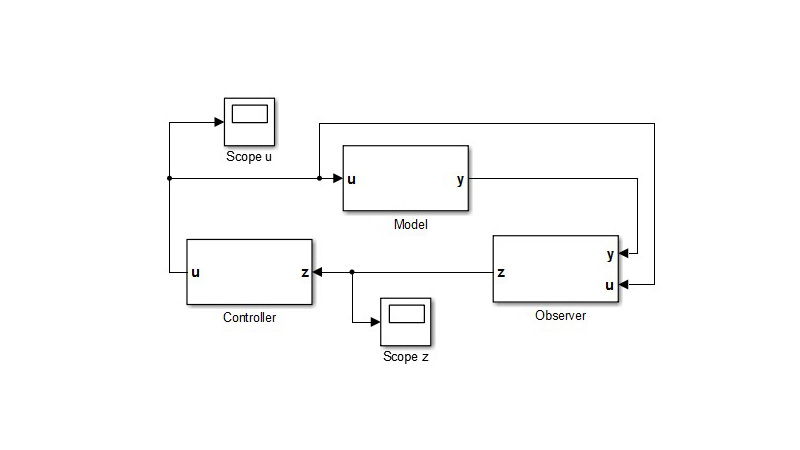 Scope u
u
y
Model
y
u
z
Observer
u
z
Controller
Scope z